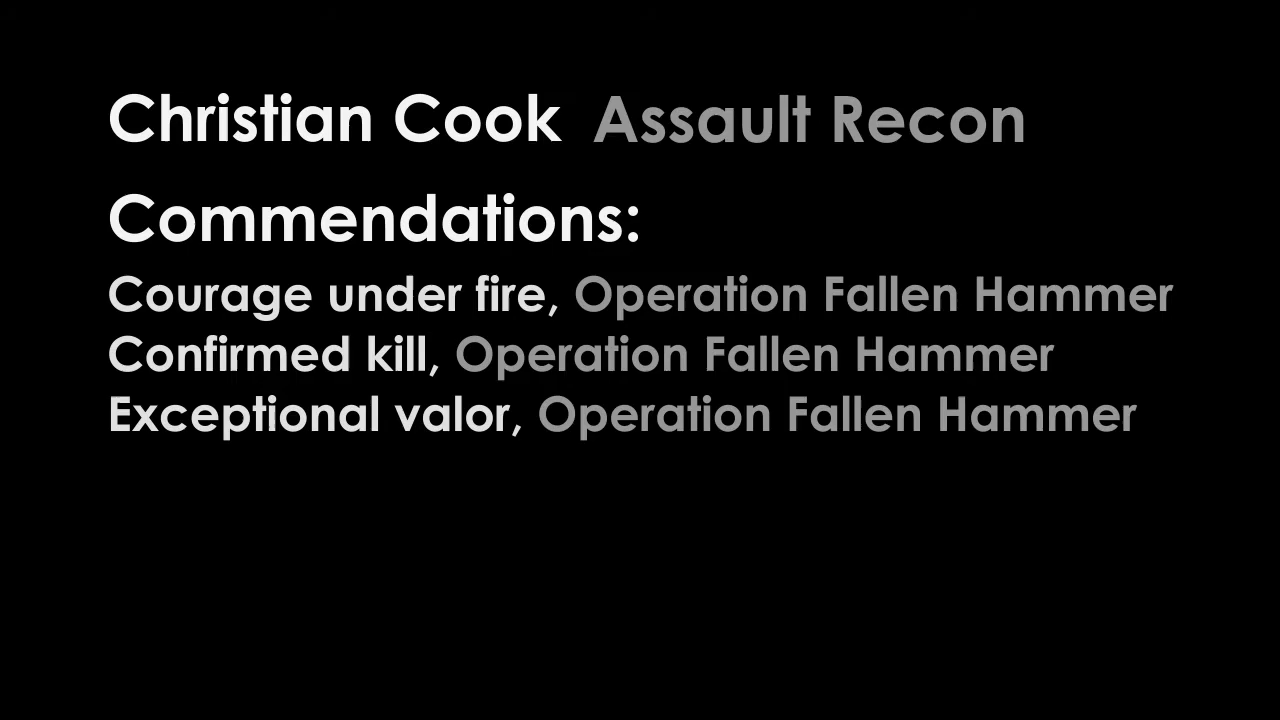 Christian Cook Assault Recon
Commendations:
Courage under fire, Operation Fallen Hammer
Confirmed kill, Operation Fallen Hammer
Exceptional valor, Operation Fallen Hammer